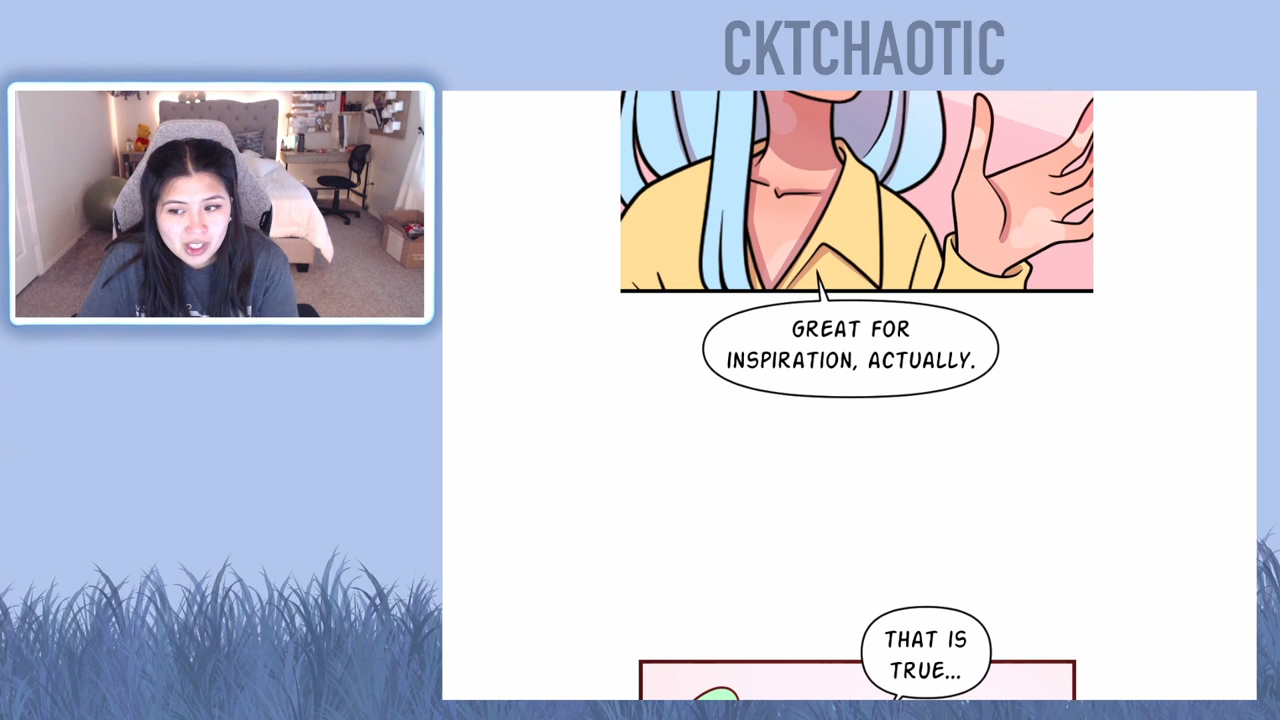 CKTCHAOTIC
GREAT FOR
INSPIRATION, ACTUALLY.
THAT IS
TRUE...